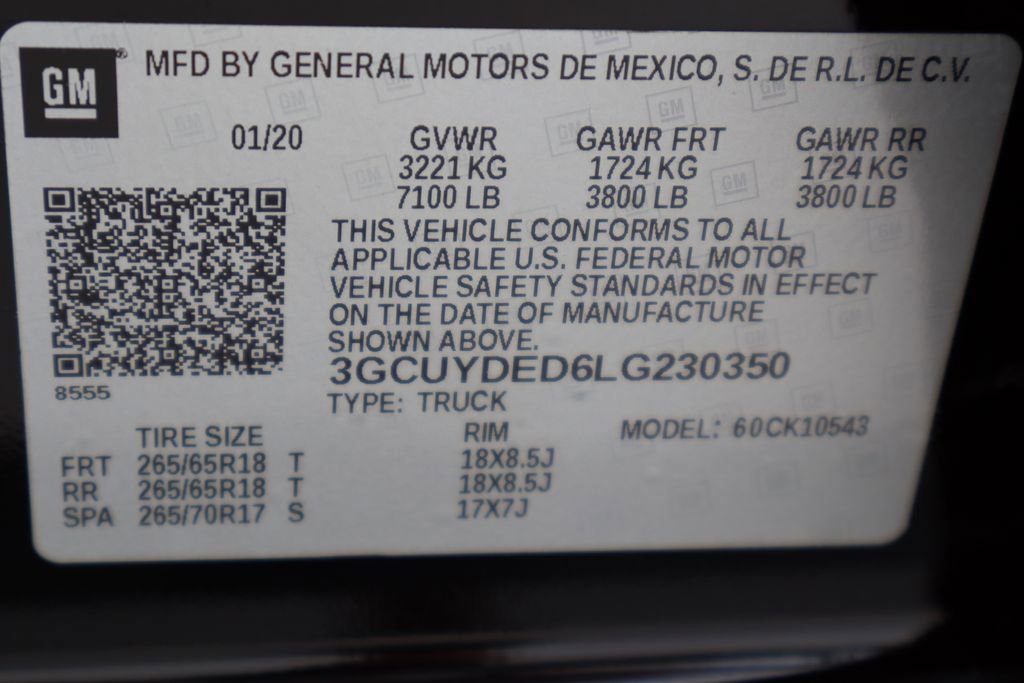 GM® MFD BY GENERAL MOTORS DE MEXICO, S. DE R.L. DE C.V.
01/20 GVWR GAWR FRT GAWR RR
3221 KG 1724 KG 1724 KG
7100 LB 3800 LB 3800 LB
THIS VEHICLE CONFORMS TO ALL
APPLICABLE U.S. FEDERAL MOTOR
VEHICLE SAFETY STANDARDS IN EFFECT
ON THE DATE OF MANUFACTURE
SHOWN ABOVE.
3GCUYDED6LG230350
8555
TYPE: TRUCK
TIRE SIZE RIM MODEL: 60CK10543
FRT 265/65R18 T 18X8.5J
RR 265/65R18 T 18X8.5J
SPA 265/70R17 S 17X7J